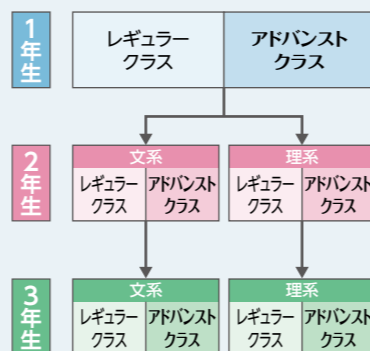 1年生
レギュラー
クラス
アドバンスト
クラス
2年生
文系
レギュラー
クラス
アドバンスト
クラス
理系
レギュラー
クラス
アドバンスト
クラス
3年生
文系
レギュラー
クラス
アドバンスト
クラス
理系
レギュラー
クラス
アドバンスト
クラス